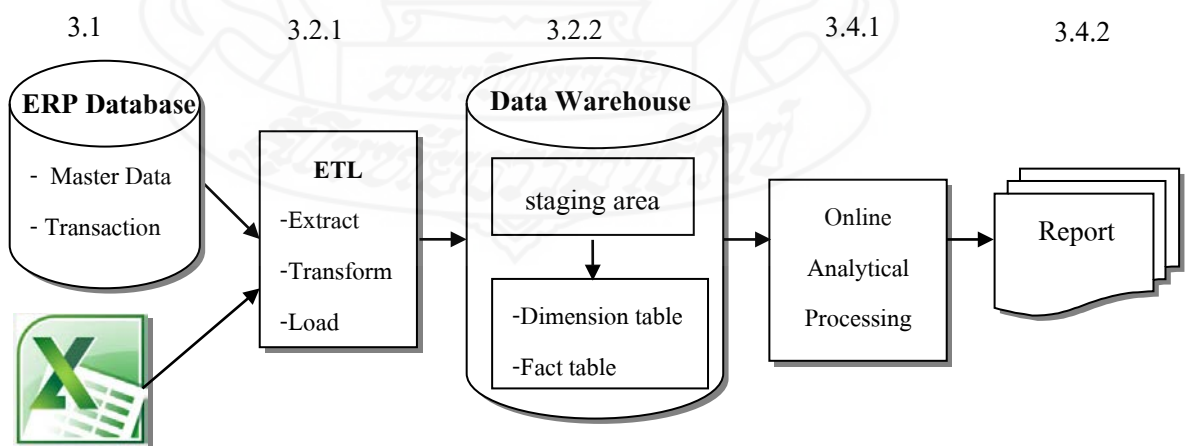 3.1
3.2.1
3.2.2
3.4.1
3.4.2
ERP Database
- Master Data
- Transaction
ETL
-Extract
-Transform
-Load
Data Warehouse
staging area
-Dimension table
-Fact table
Online
Analytical
Processing
Report
X